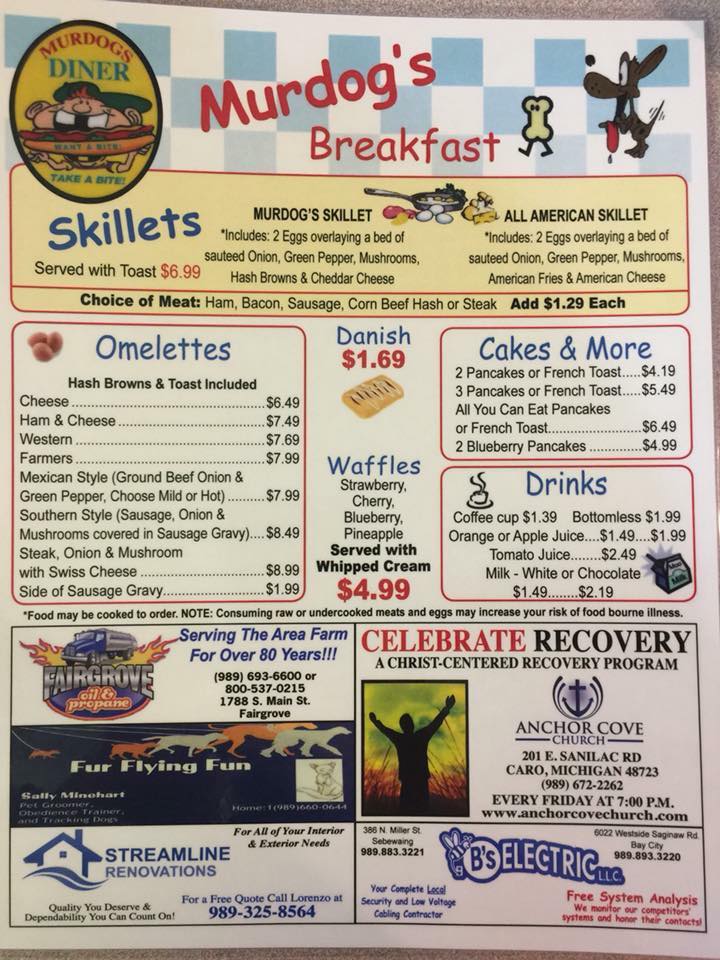 MURDOGS
DINER
WANT A BITE!
TAKE A BITE!
Murdog's
Breakfast
Skillets
Served with Toast $6.99
MURDOG'S SKILLET
*Includes: 2 Eggs overlaying a bed of
sauteed Onion, Green Pepper, Mushrooms,
Hash Browns & Cheddar Cheese
ALL AMERICAN SKILLET
*Includes: 2 Eggs overlaying a bed of
sauteed Onion, Green Pepper, Mushrooms,
American Fries & American Cheese
Choice of Meat: Ham, Bacon, Sausage, Corn Beef Hash or Steak Add $1.29 Each
Omelettes
Hash Browns & Toast Included
Cheese $6.49
Ham & Cheese $7.49
Western $7.69
Farmers $7.99
Mexican Style (Ground Beef Onion &
Green Pepper, Choose Mild or Hot) $7.99
Southern Style (Sausage, Onion &
Mushrooms covered in Sausage Gravy).... $8.49
Steak, Onion & Mushroom
with Swiss Cheese $8.99
Side of Sausage Gravy $1.99
Danish
$1.69
Waffles
Strawberry,
Cherry,
Blueberry,
Pineapple
Served with
Whipped Cream
$4.99
Cakes & More
2 Pancakes or French Toast.....$4.19
3 Pancakes or French Toast.....$5.49
All You Can Eat Pancakes
or French Toast $6.49
2 Blueberry Pancakes $4.99
Drinks
Coffee cup $1.39 Bottomless $1.99
Orange or Apple Juice....$1.49....$1.99
Tomato Juice.......$2.49
Milk - White or Chocolate
$1.49........$2.19
Moo
Milk
*Food may be cooked to order. NOTE: Consuming raw or undercooked meats and eggs may increase your risk of food bourne illness.
FAIRGROVE
oil &
propane
Serving The Area Farm
For Over 80 Years!!!
(989) 693-6600 or
800-537-0215
1788 S. Main St.
Fairgrove
Fur Flying Fun
Sally Minehart
Pet Groomer,
Obedience Trainer,
and Tracking Dogs
Home: 1 (989)660-0644
For All of Your Interior
& Exterior Needs
STREAMLINE
RENOVATIONS
Quality You Deserve &
Dependability You Can Count On!
For a Free Quote Call Lorenzo at
989-325-8564
CELEBRATE RECOVERY
A CHRIST-CENTERED RECOVERY PROGRAM
ANCHOR COVE
CHURCH
201 E. SANILAC RD
CARO, MICHIGAN 48723
(989) 672-2262
EVERY FRIDAY AT 7:00 P.M.
www.anchorcovechurch.com
386 N. Miller St.
Sebewaing
989.883.3221
6022 Westside Saginaw Rd.
Bay City
989.893.3220
B'S ELECTRIC L.L.C.
Your Complete Local
Security and Low Voltage
Cabling Contractor
Free System Analysis
We monitor our competitors'
systems and honor their contacts!